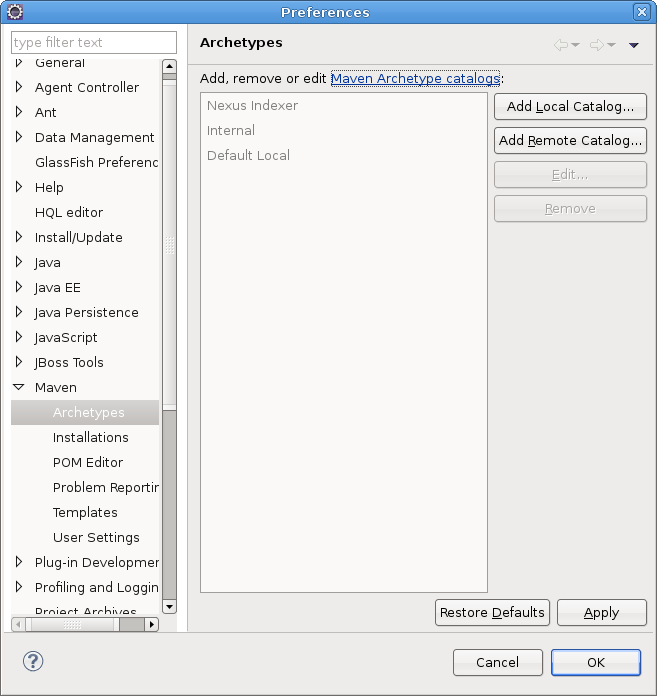 Preferences
type filter text
General
Agent Controller
Ant
Data Management
GlassFish Preferenc
Help
HQL editor
Install/Update
Java
Java EE
Java Persistence
JavaScript
JBoss Tools
Maven
Archetypes
Installations
POM Editor
Problem Reportin
Templates
User Settings
Plug-in Developmen
Profiling and Loggin
Project Archives
Archetypes
Add, remove or edit Maven Archetype catalogs:
Nexus Indexer
Internal
Default Local
Add Local Catalog...
Add Remote Catalog...
Edit...
Remove
Restore Defaults
Apply
?
Cancel
OK